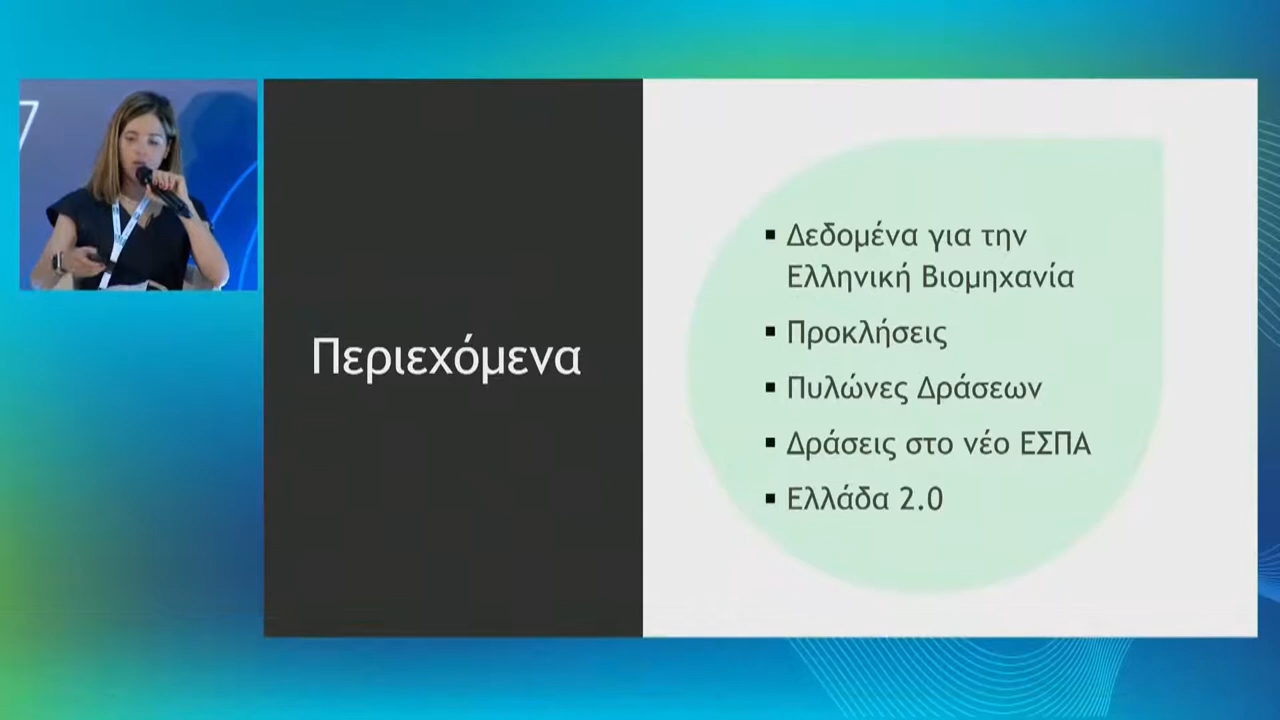 Περιεχόμενα
▪ Δεδομένα για την
Ελληνική Βιομηχανία
▪ Προκλήσεις
▪ Πυλώνες Δράσεων
▪ Δράσεις στο νέο ΕΣΠΑ
▪ Ελλάδα 2.0